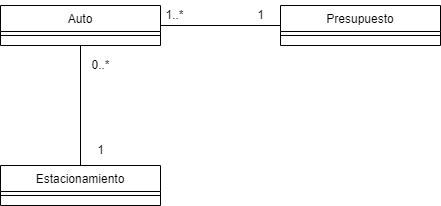 Auto
1..*
1
Presupuesto
0..*
1
Estacionamiento